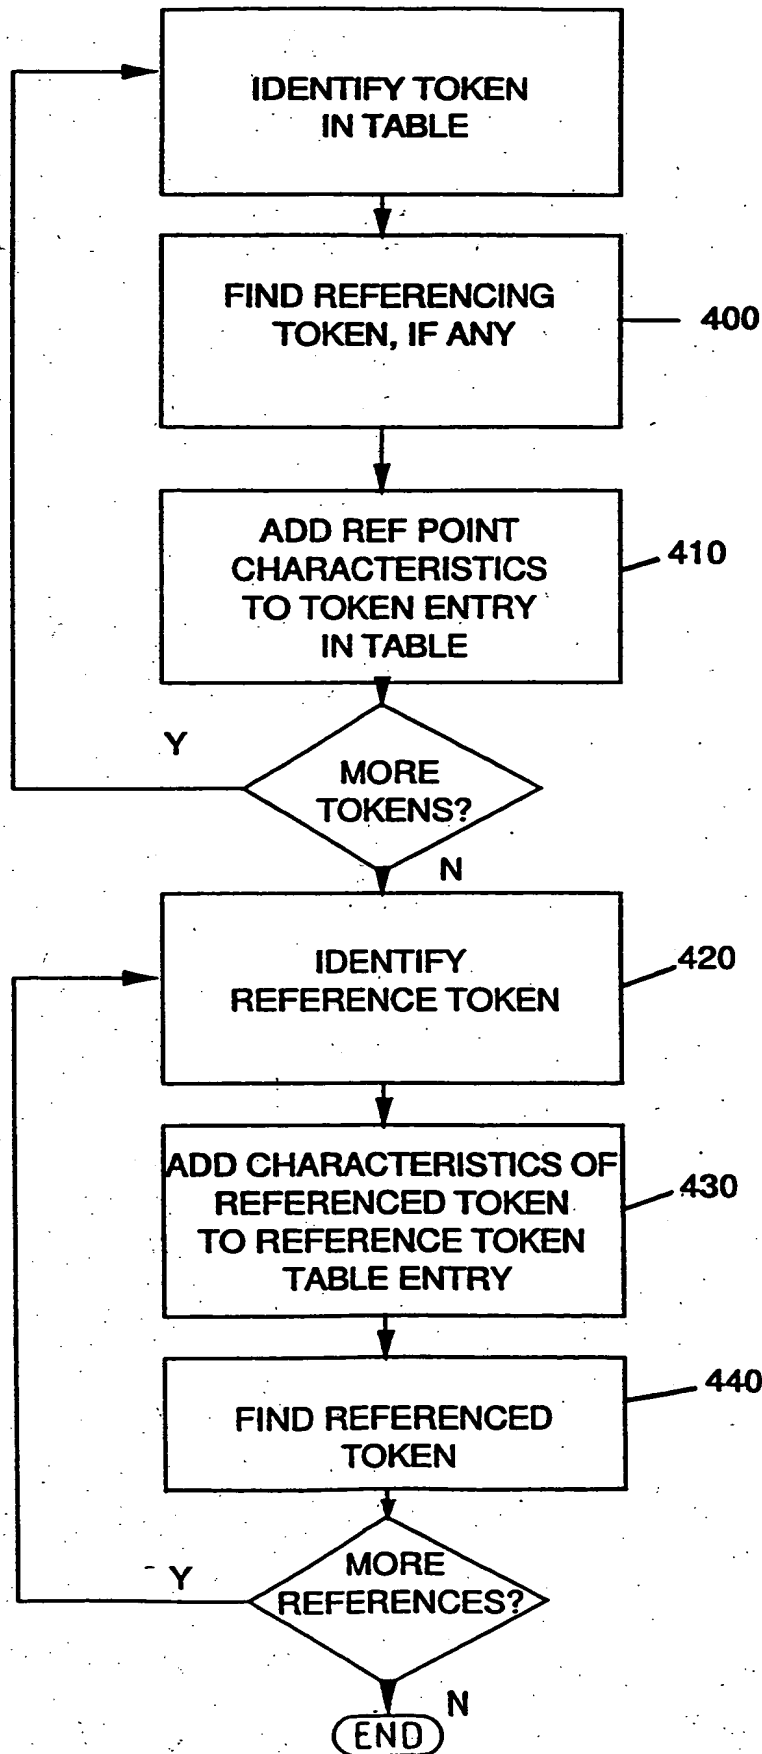 IDENTIFY TOKEN
IN TABLE
FIND REFERENCING
TOKEN, IF ANY
400
ADD REF POINT
CHARACTERISTICS
TO TOKEN ENTRY
IN TABLE
410
Y
MORE
TOKENS?
N
IDENTIFY
REFERENCE TOKEN
420
ADD CHARACTERISTICS OF
REFERENCED TOKEN
TO REFERENCE TOKEN
TABLE ENTRY
430
FIND REFERENCED
TOKEN
440
Y
MORE
REFERENCES?
N
END